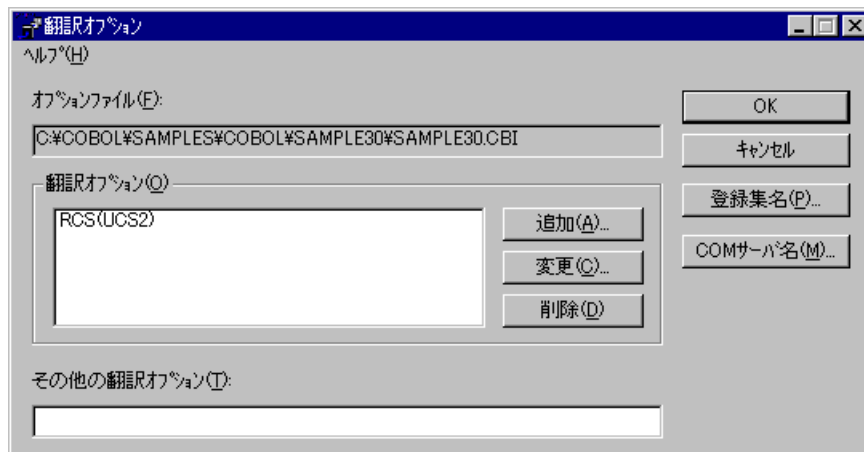 翻訳オプション
ヘルプ(H)
オプションファイル(F):
C:¥COBOL¥SAMPLES¥COBOL¥SAMPLE30¥SAMPLE30.CBI
翻訳オプション(O)
RCS(UCS2)
追加(A)...
変更(C)...
削除(D)
その他の翻訳オプション(T):
OK
キャンセル
登録集名(P)...
COMサーバ名(M)...